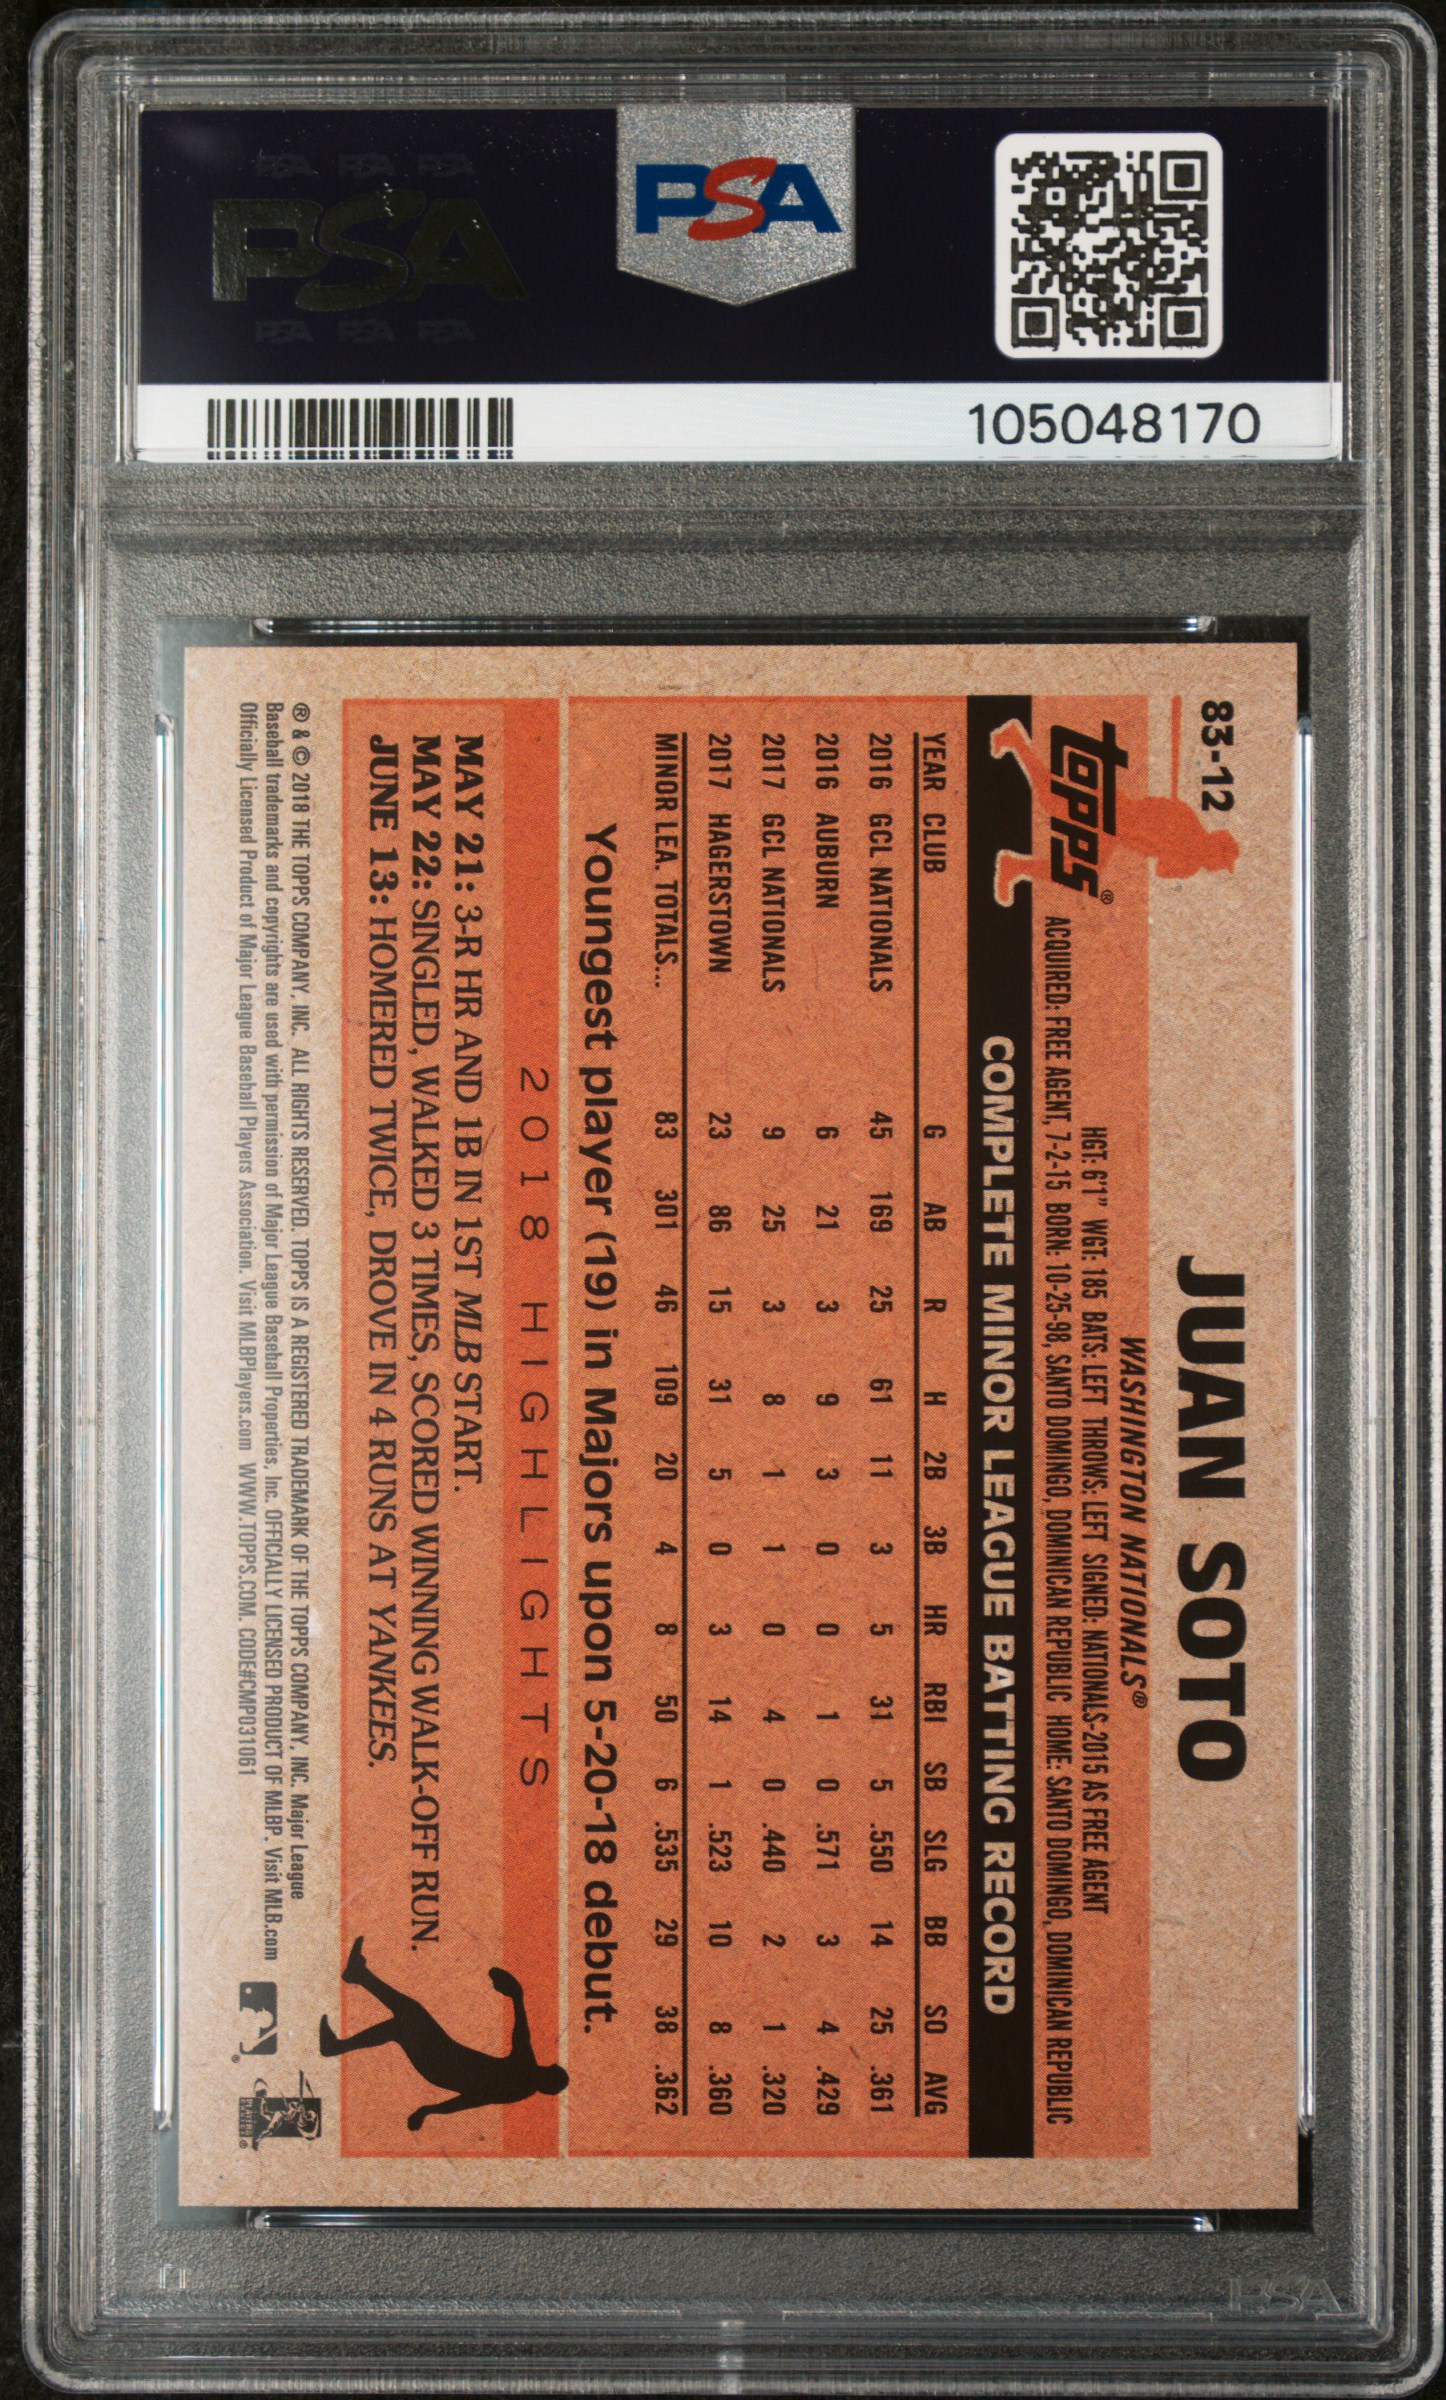 PSA PSA PSA
PSA
PSA PSA PSA
PSA
105048170
83-12
JUAN SOTO
WASHINGTON NATIONALS®
topps®
HGT: 6'1" WGT: 185 BATS: LEFT THROWS: LEFT SIGNED: NATIONALS-2015 AS FREE AGENT
ACQUIRED: FREE AGENT, 7-2-15 BORN: 10-25-98, SANTO DOMINGO, DOMINICAN REPUBLIC HOME: SANTO DOMINGO, DOMINICAN REPUBLIC
COMPLETE MINOR LEAGUE BATTING RECORD
YEAR CLUB G AB R H 2B 3B HR RBI SB SLG BB SO AVG
2016 GCL NATIONALS 45 169 25 61 11 3 5 31 5 .550 14 25 .361
2016 AUBURN 6 21 3 9 3 0 0 1 0 .571 3 4 .429
2017 GCL NATIONALS 9 25 3 8 1 1 0 4 0 .440 2 1 .320
2017 HAGERSTOWN 23 86 15 31 5 0 3 14 1 .523 10 8 .360
MINOR LEA. TOTALS... 83 301 46 109 20 4 8 50 6 .535 29 38 .362
Youngest player (19) in Majors upon 5-20-18 debut.
2018 HIGHLIGHTS
MAY 21: 3-R HR AND 1B IN 1ST MLB START.
MAY 22: SINGLED, WALKED 3 TIMES, SCORED WINNING WALK-OFF RUN.
JUNE 13: HOMERED TWICE, DROVE IN 4 RUNS AT YANKEES.
® & © 2018 THE TOPPS COMPANY, INC. ALL RIGHTS RESERVED. TOPPS IS A REGISTERED TRADEMARK OF THE TOPPS COMPANY, INC. Major League
Baseball trademarks and copyrights are used with permission of Major League Baseball Properties, Inc. OFFICIALLY LICENSED PRODUCT OF MLBP. Visit MLB.com
Officially Licensed Product of Major League Baseball Players Association. Visit MLBPlayers.com WWW.TOPPS.COM. CODE#CMP031061
PSA